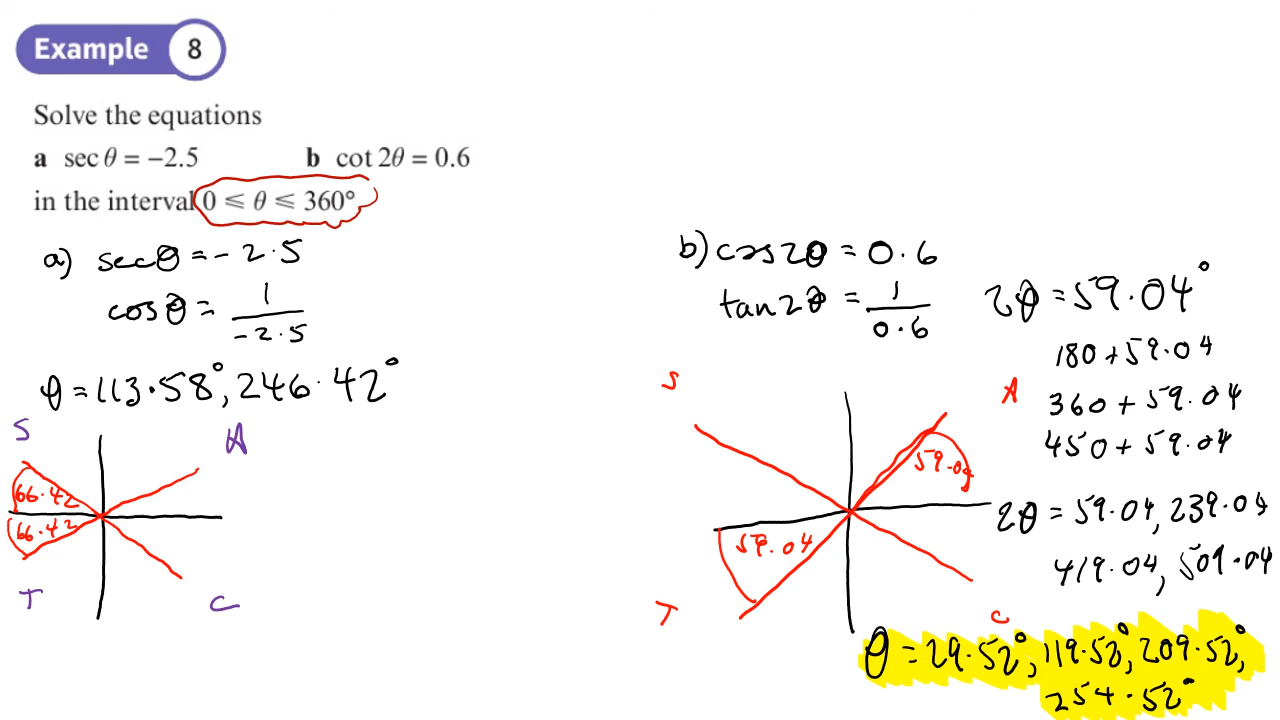 Example 8
Solve the equations
a sec θ = −2.5 b cot 2θ = 0.6
in the interval 0 ⩽ θ ⩽ 360°
a) secθ = - 2.5
cosθ = 1/-2.5
θ = 113.58°, 246.42°
S A
66.42
66.42
T C
b) cos2θ = 0.6
tan2θ = 1/0.6
S A
59.04
59.04
T C
2θ = 59.04°
180 + 59.04
360 + 59.04
450 + 59.04
2θ = 59.04, 239.04
419.04, 509.04
θ = 29.52°, 119.52°, 209.52°,
254.52°